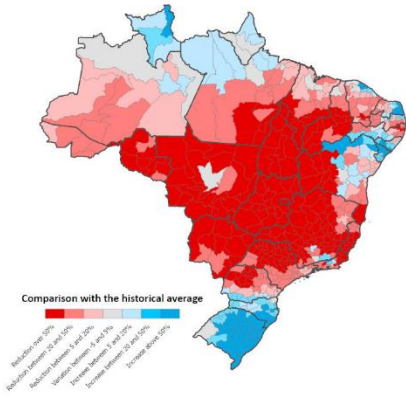 Comparison with the historical average
Reduction over 50%
Reduction between 20 and 50%
Reduction between 5 and 20%
Variation between -5 and 5%
Increase between 5 and 20%
Increase between 20 and 50%
Increase above 50%